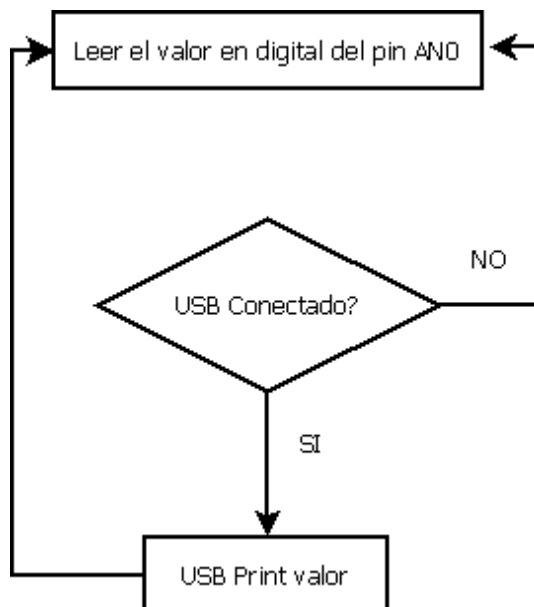 Leer el valor en digital del pin AN0
USB Conectado?
NO
SI
USB Print valor